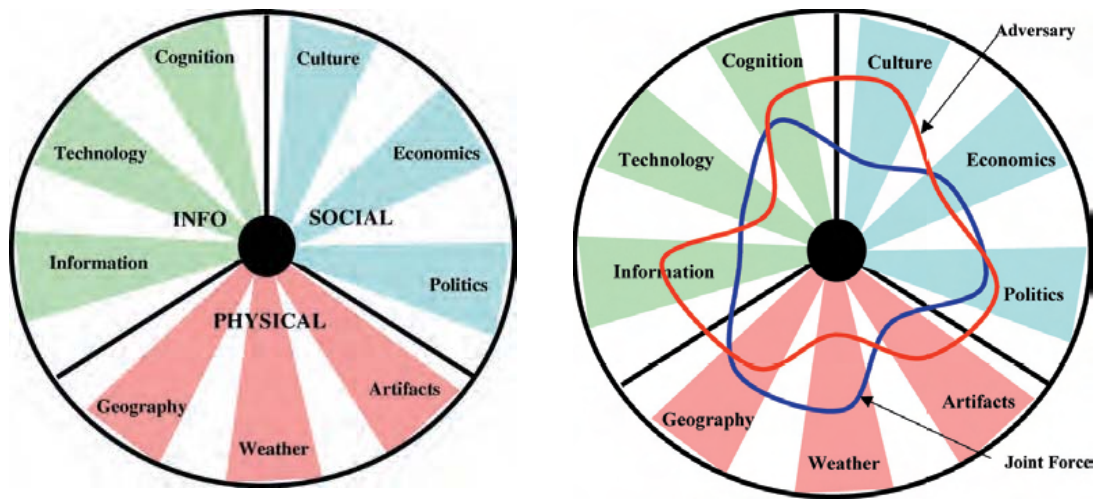 Cognition
Culture
Technology
Economics
INFO
SOCIAL
Information
Politics
PHYSICAL
Geography
Artifacts
Weather
Adversary
Cognition
Culture
Technology
Economics
Information
Politics
Geography
Artifacts
Weather
Joint Force